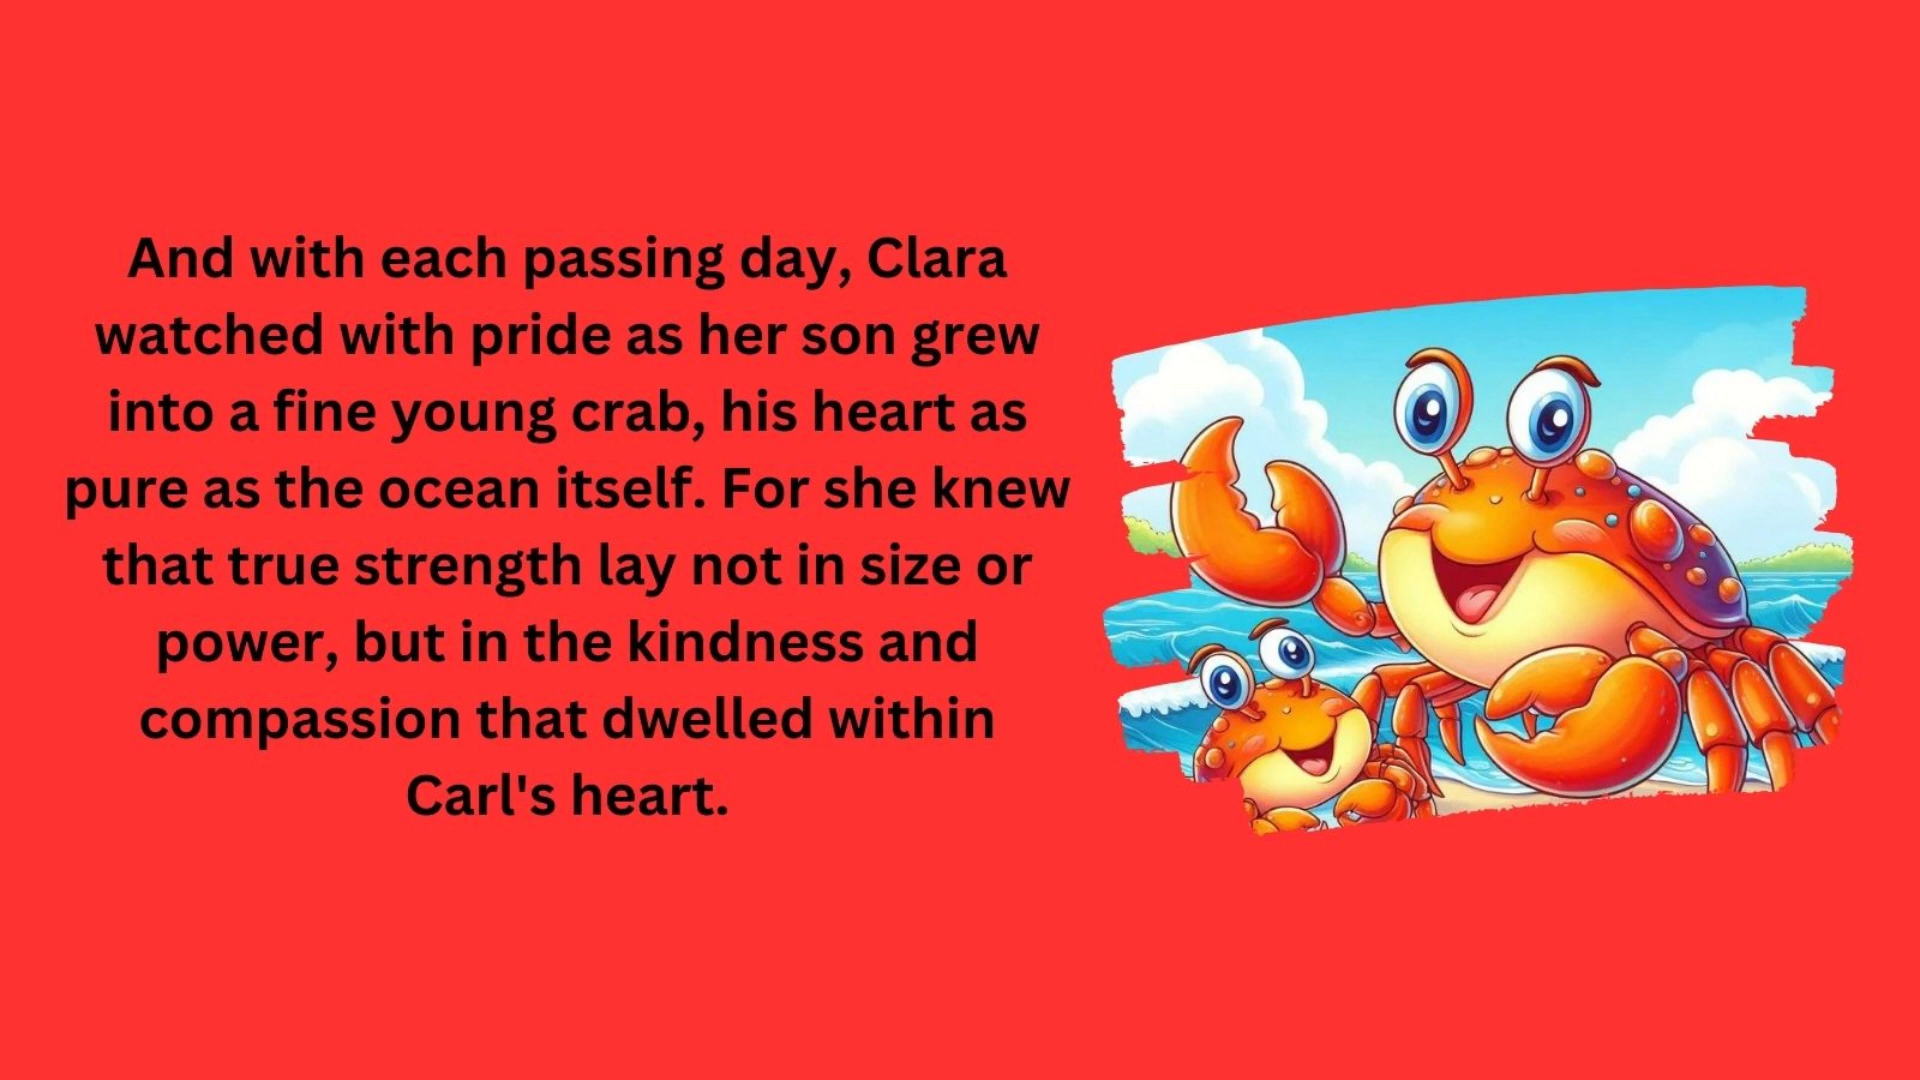 And with each passing day, Clara
watched with pride as her son grew
into a fine young crab, his heart as
pure as the ocean itself. For she knew
that true strength lay not in size or
power, but in the kindness and
compassion that dwelled within
Carl's heart.